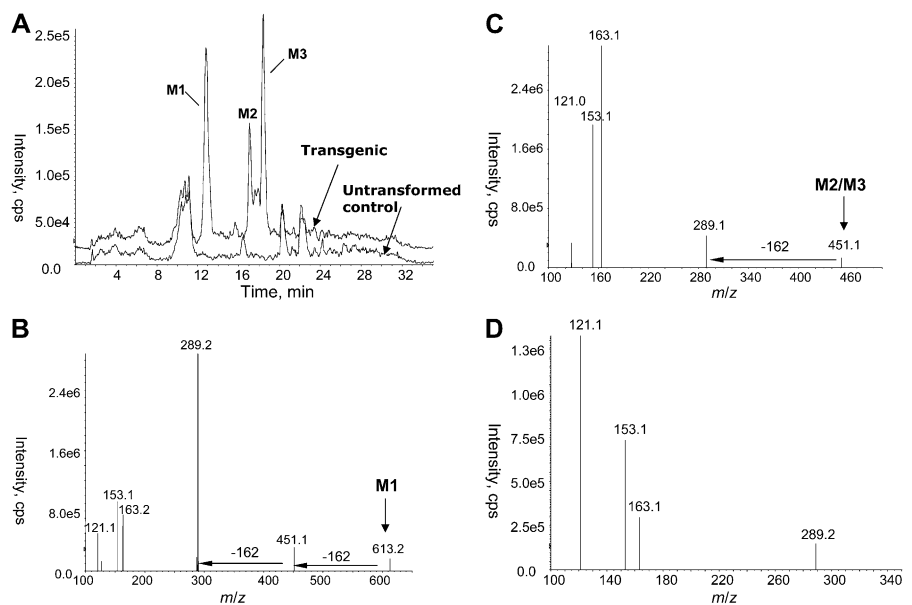 A
2.5e5
2.0e5
1.5e5
1.0e5
5.0e4
0.0
Intensity, cps
M1
M2
M3
Transgenic
Untransformed
control
4 8 12 16 20 24 28 32
Time, min
B
2.4e6
1.6e6
8.0e5
0.0
Intensity, cps
289.2
153.1
163.2
121.1
451.1
613.2
M1
-162
-162
100 200 300 400 500 600
m/z
C
2.4e6
1.6e6
8.0e5
0.0
Intensity, cps
163.1
121.0
153.1
289.1
451.1
M2/M3
-162
100 160 220 280 340 400 460
m/z
D
1.3e6
1.0e6
7.5e5
5.0e5
2.5e5
0.0
Intensity, cps
121.1
153.1
163.1
289.2
100 140 180 220 260 300 340
m/z